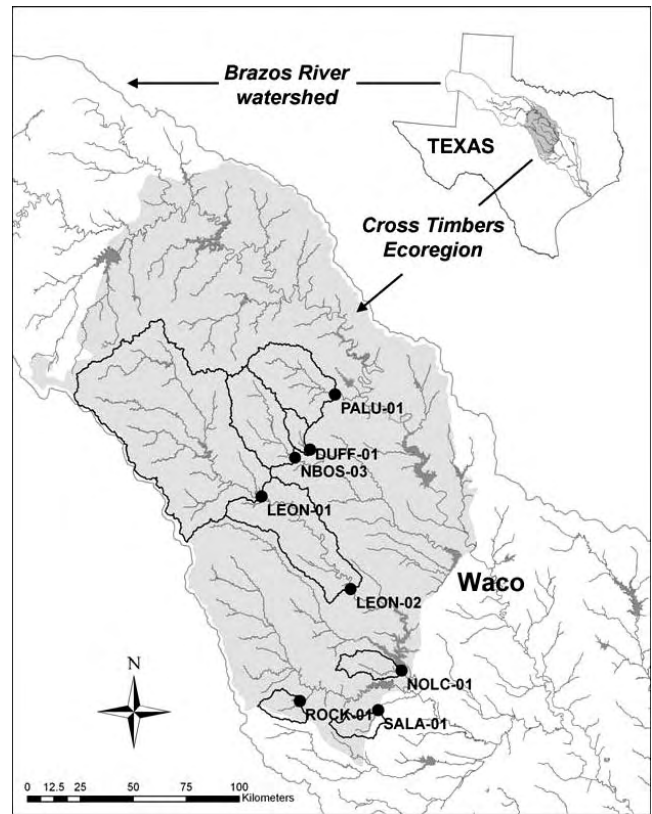 Brazos River
watershed
TEXAS
Cross Timbers
Ecoregion
PALU-01
DUFF-01
NBOS-03
LEON-01
Waco
LEON-02
N
NOLC-01
ROCK-01
SALA-01
0 12.5 25 50 75 100
Kilometers